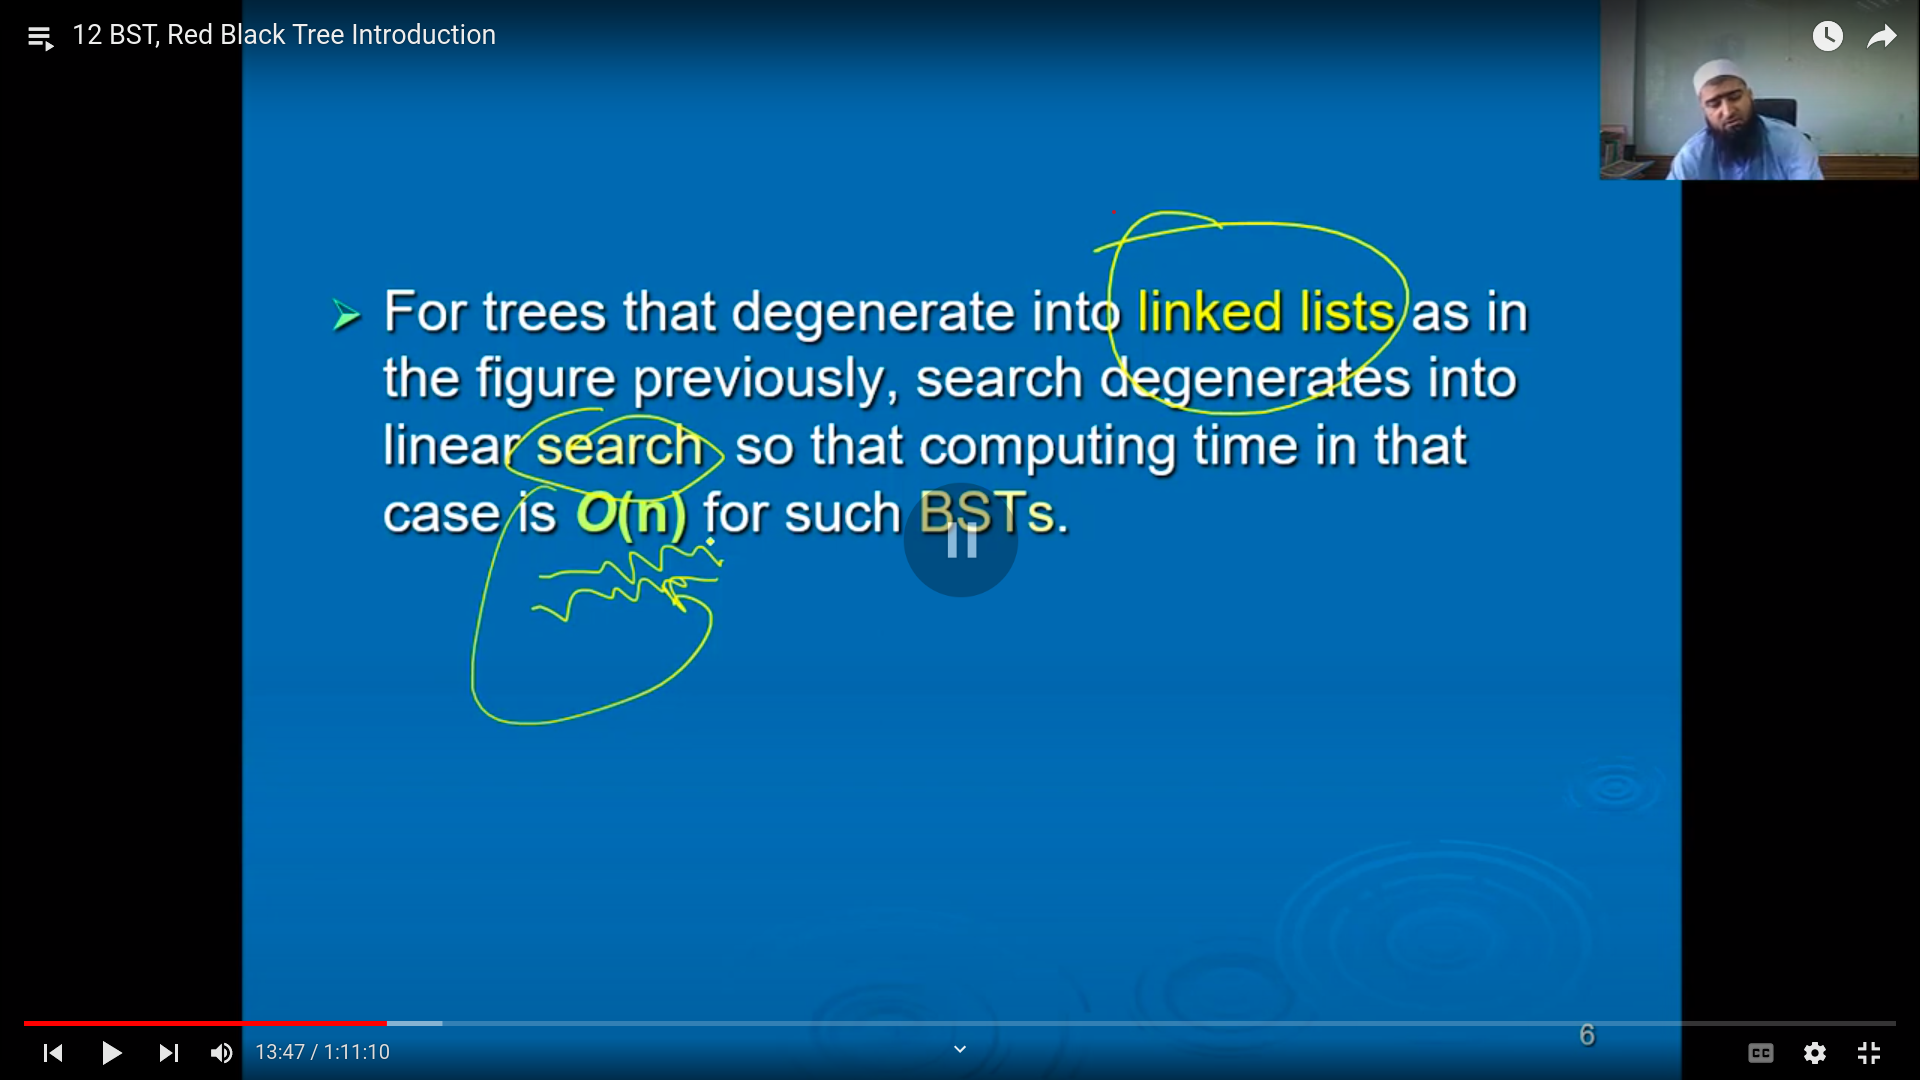 12 BST, Red Black Tree Introduction
For trees that degenerate into linked lists as in
the figure previously, search degenerates into
linear search so that computing time in that
case is O(n) for such BSTs.
6
13:47 / 1:11:10
CC